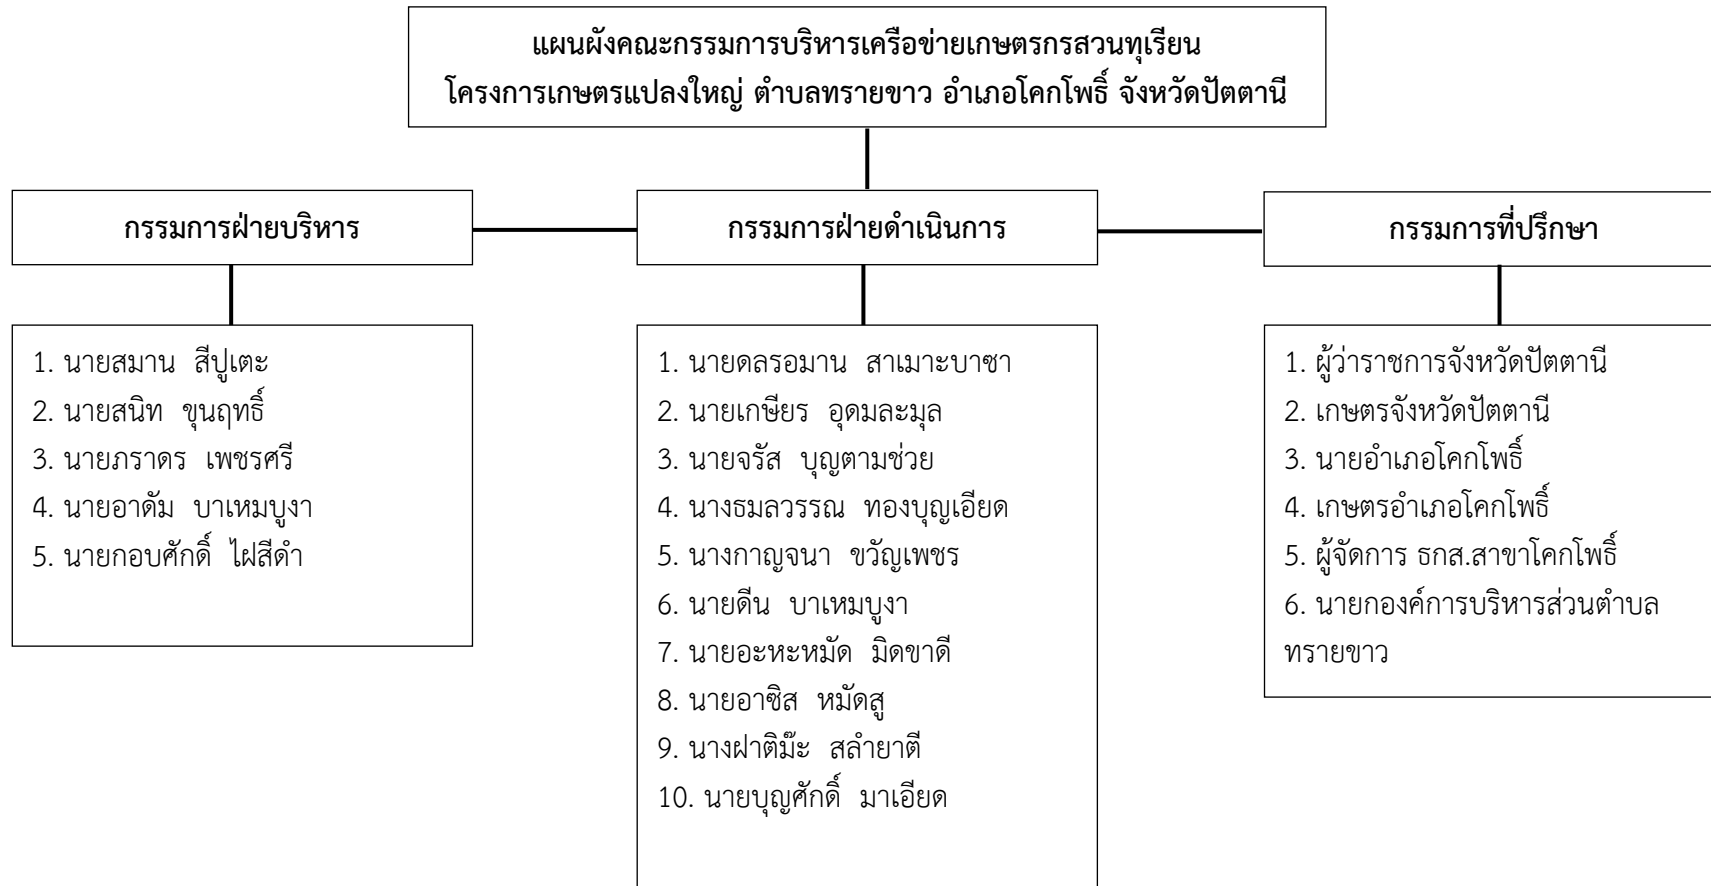 แผนผังคณะกรรมการบริหารเครือข่ายเกษตรกรสวนทุเรียน
โครงการเกษตรแปลงใหญ่ ตำบลทรายขาว อำเภอโคกโพธิ์ จังหวัดปัตตานี
กรรมการฝ่ายบริหาร
1. นายสมาน สีปูเตะ
2. นายสนิท ขุนฤทธิ์
3. นายภราดร เพชรศรี
4. นายอาดัม บาเหมบูงา
5. นายกอบศักดิ์ ไฝสีดำ
กรรมการฝ่ายดำเนินการ
1. นายดลรอมาน สาเมาะบาซา
2. นายเกษียร อุดมละมุล
3. นายจรัส บุญตามช่วย
4. นางธมลวรรณ ทองบุญเอียด
5. นางกาญจนา ขวัญเพชร
6. นายดีน บาเหมบูงา
7. นายอะหะหมัด มิดขาดี
8. นายอาซิส หมัดสู
9. นางฝาติม๊ะ สลำยาตี
10. นายบุญศักดิ์ มาเอียด
กรรมการที่ปรึกษา
1. ผู้ว่าราชการจังหวัดปัตตานี
2. เกษตรจังหวัดปัตตานี
3. นายอำเภอโคกโพธิ์
4. เกษตรอำเภอโคกโพธิ์
5. ผู้จัดการ ธกส.สาขาโคกโพธิ์
6. นายกองค์การบริหารส่วนตำบล
ทรายขาว